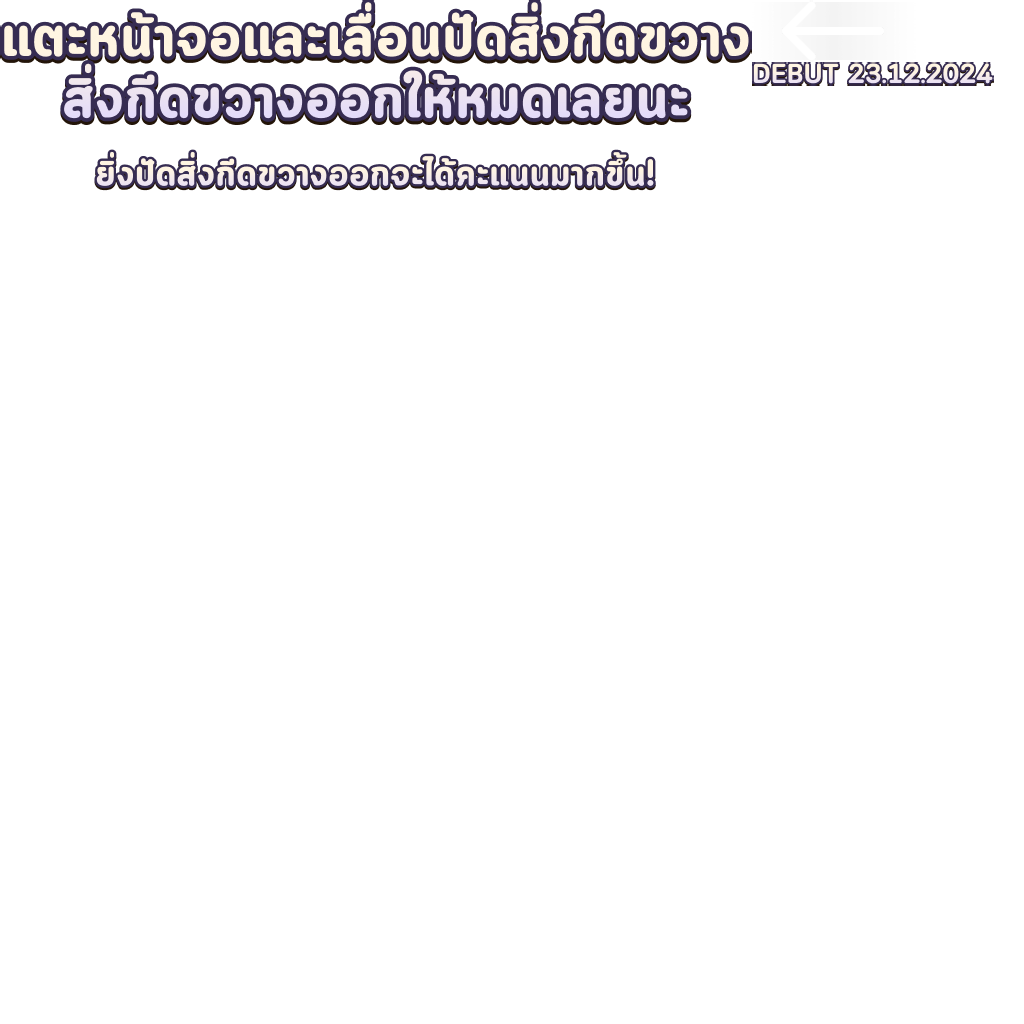 แตะหน้าจอและเลื่อนปัดสิ่งกีดขวาง
สิ่งกีดขวางออกให้หมดเลยนะ
ยิ่งปัดสิ่งกีดขวางออกจะได้คะแนนมากขึ้น!
DEBUT 23.12.2024